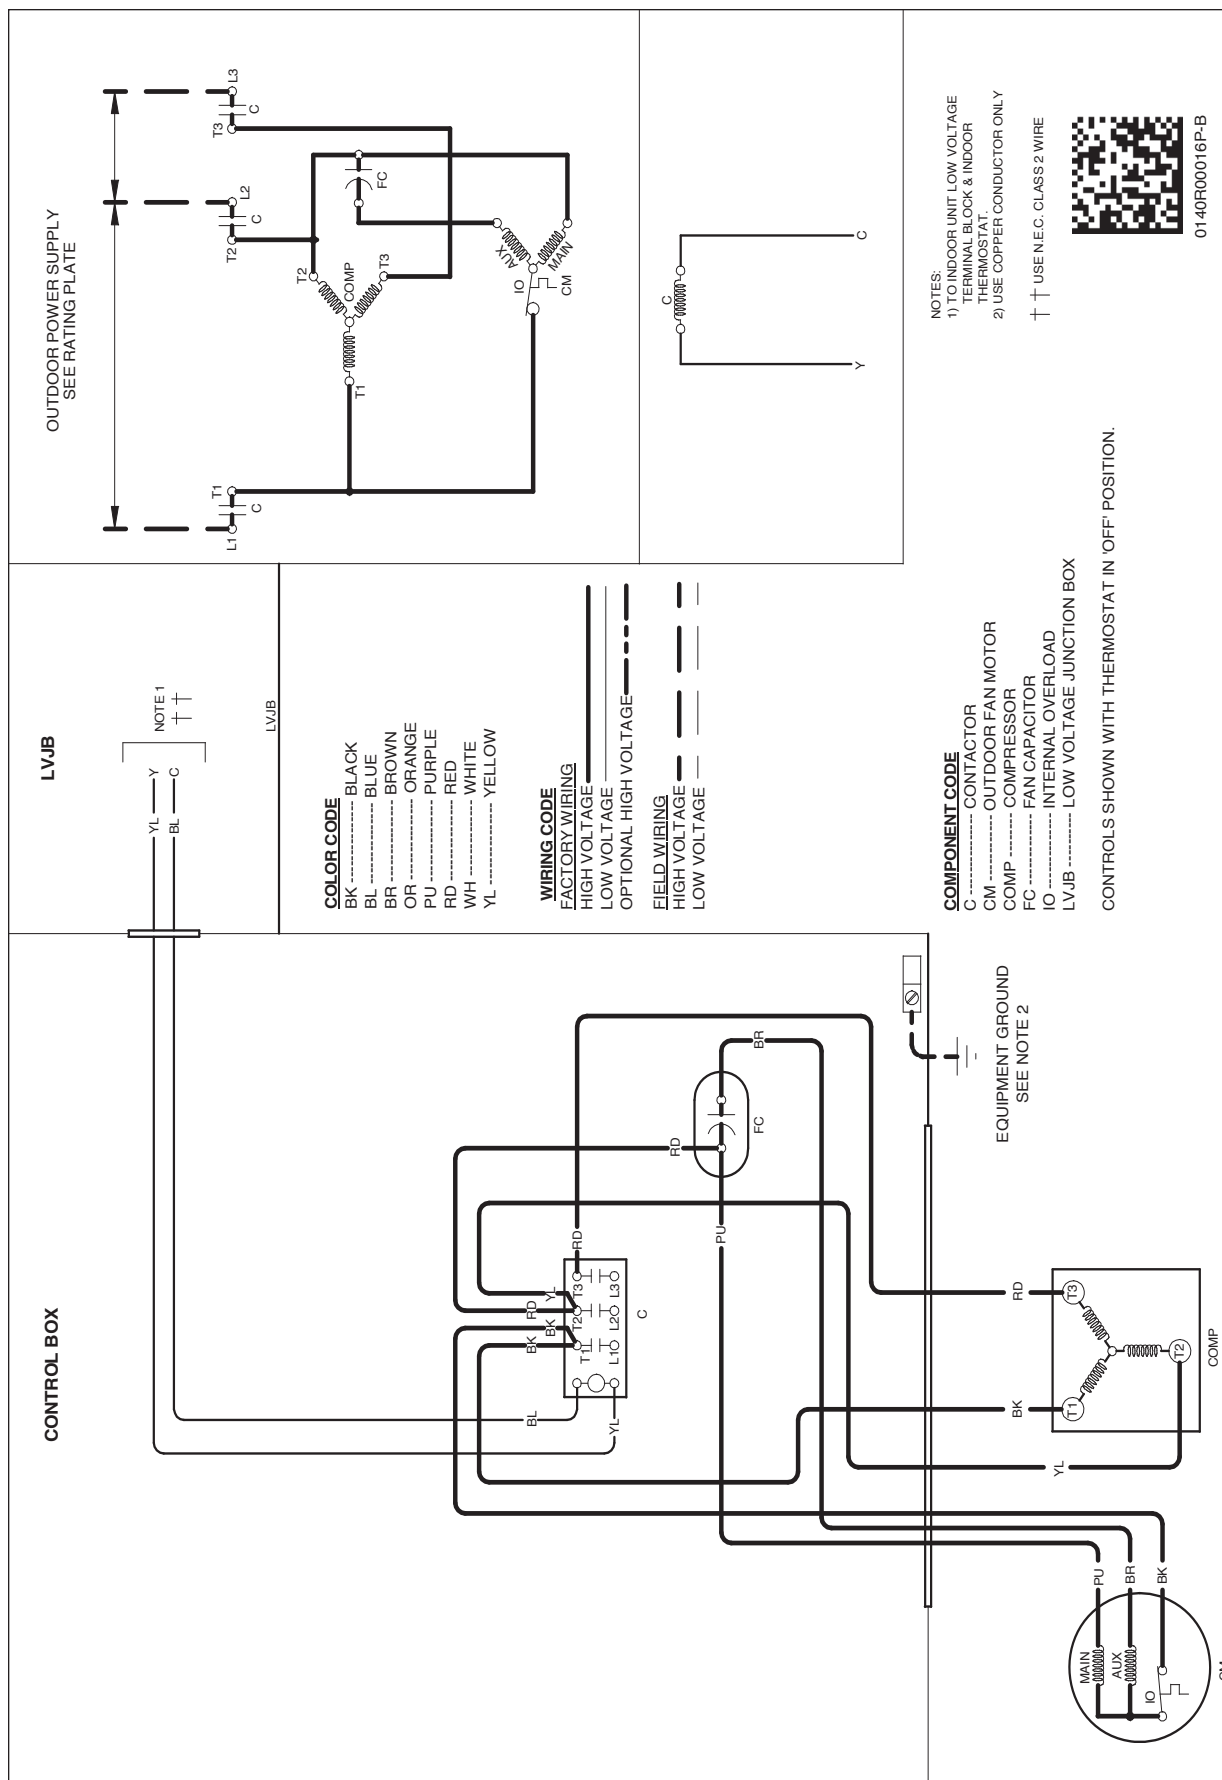 CONTROL BOX
YL
BL
BL
YL
BK
BK
RD
YL
RD
T1
T2
T3
L1
L2
L3
C
RD
PU
FC
BR
EQUIPMENT GROUND
SEE NOTE 2
PU
BR
BK
MAIN
AUX
IO
YL
BK
RD
T1
T2
T3
COMP
LVJB
YL
Y
BL
C
NOTE 1
LVJB
COLOR CODE
BK ---------- BLACK
BL ---------- BLUE
BR ---------- BROWN
OR ---------- ORANGE
PU ---------- PURPLE
RD ---------- RED
WH ---------- WHITE
YL ---------- YELLOW
WIRING CODE
FACTORY WIRING
HIGH VOLTAGE
LOW VOLTAGE
OPTIONAL HIGH VOLTAGE
FIELD WIRING
HIGH VOLTAGE
LOW VOLTAGE
COMPONENT CODE
C ---------- CONTACTOR
CM ---------- OUTDOOR FAN MOTOR
COMP ---------- COMPRESSOR
FC ---------- FAN CAPACITOR
IO ---------- INTERNAL OVERLOAD
LVJB ---------- LOW VOLTAGE JUNCTION BOX
CONTROLS SHOWN WITH THERMOSTAT IN 'OFF' POSITION.
OUTDOOR POWER SUPPLY
SEE RATING PLATE
L1
C
T1
T2
C
L2
T3
C
L3
T1
T2
COMP
T3
FC
AUX
MAIN
IO
CM
C
Y
C
NOTES:
1) TO INDOOR UNIT LOW VOLTAGE
TERMINAL BLOCK & INDOOR
THERMOSTAT.
2) USE COPPER CONDUCTOR ONLY
†† USE N.E.C. CLASS 2 WIRE
0140R00016P-B